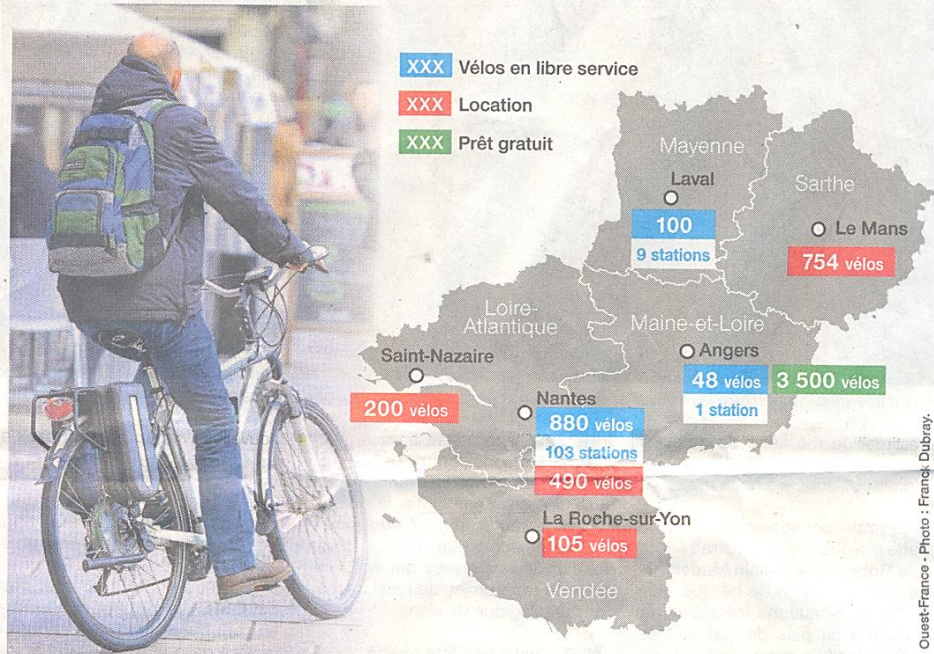 XXX Vélos en libre service
XXX Location
XXX Prêt gratuit
Mayenne
Laval
100
9 stations
Sarthe
Le Mans
754 vélos
Loire-
Atlantique
Saint-Nazaire
200 vélos
Maine-et-Loire
Angers
48 vélos 3 500 vélos
1 station
Nantes
880 vélos
103 stations
490 vélos
La Roche-sur-Yon
105 vélos
Vendée
Ouest-France - Photo : Franck Dubray.